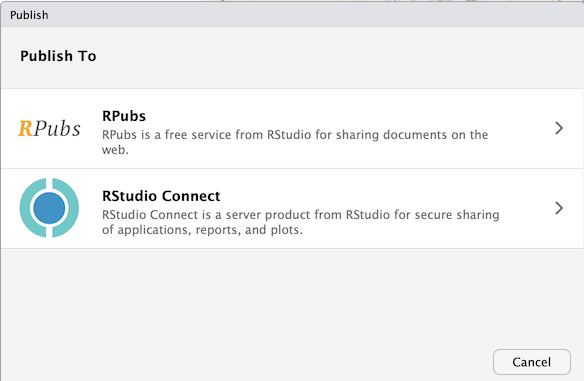 Publish
Publish To
RPubs
RPubs
RPubs is a free service from RStudio for sharing documents on the
web.
RStudio Connect
RStudio Connect is a server product from RStudio for secure sharing
of applications, reports, and plots.
Cancel